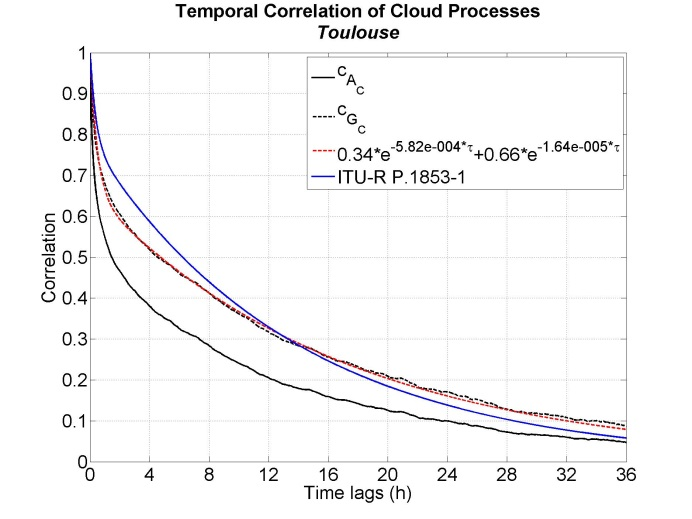 Temporal Correlation of Cloud Processes
Toulouse
c_{A_C}
c_{G_C}
0.34*e^{-5.82e-004*τ}+0.66*e^{-1.64e-005*τ}
ITU-R P.1853-1
Correlation
1
0.9
0.8
0.7
0.6
0.5
0.4
0.3
0.2
0.1
0
0 4 8 12 16 20 24 28 32 36
Time lags (h)